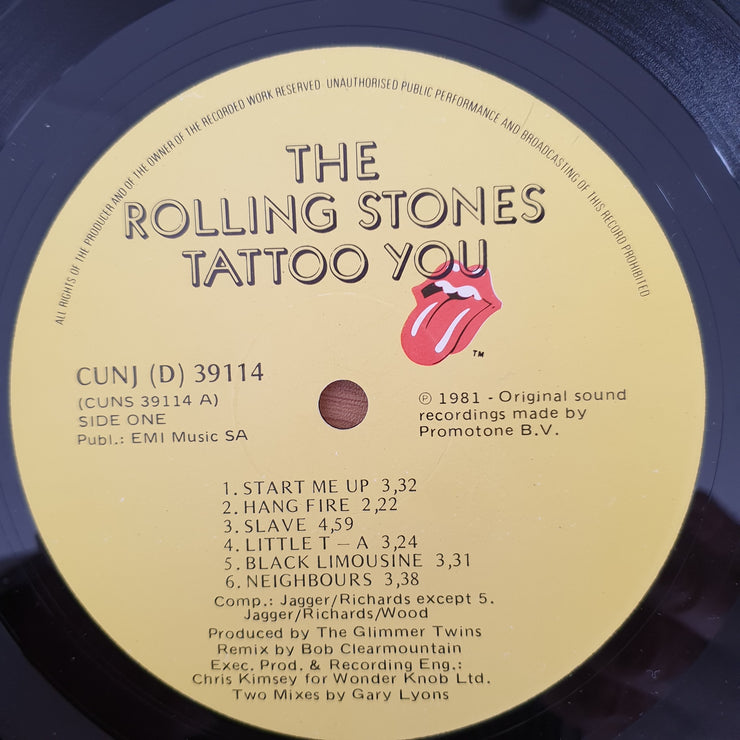 ALL RIGHTS OF THE PRODUCER AND OF THE OWNER OF THE RECORDED WORK RESERVED UNAUTHORISED PUBLIC PERFORMANCE AND BROADCASTING OF THIS RECORD PROHIBITED
THE
ROLLING STONES
TATTOO YOU
TM
CUNJ (D) 39114
(CUNS 39114 A)
SIDE ONE
Publ.: EMI Music SA
℗ 1981 - Original sound
recordings made by
Promotone B.V.
1. START ME UP 3,32
2. HANG FIRE 2,22
3. SLAVE 4,59
4. LITTLE T – A 3,24
5. BLACK LIMOUSINE 3,31
6. NEIGHBOURS 3,38
Comp.: Jagger/Richards except 5.
Jagger/Richards/Wood
Produced by The Glimmer Twins
Remix by Bob Clearmountain
Exec. Prod. & Recording Eng.:
Chris Kimsey for Wonder Knob Ltd.
Two Mixes by Gary Lyons